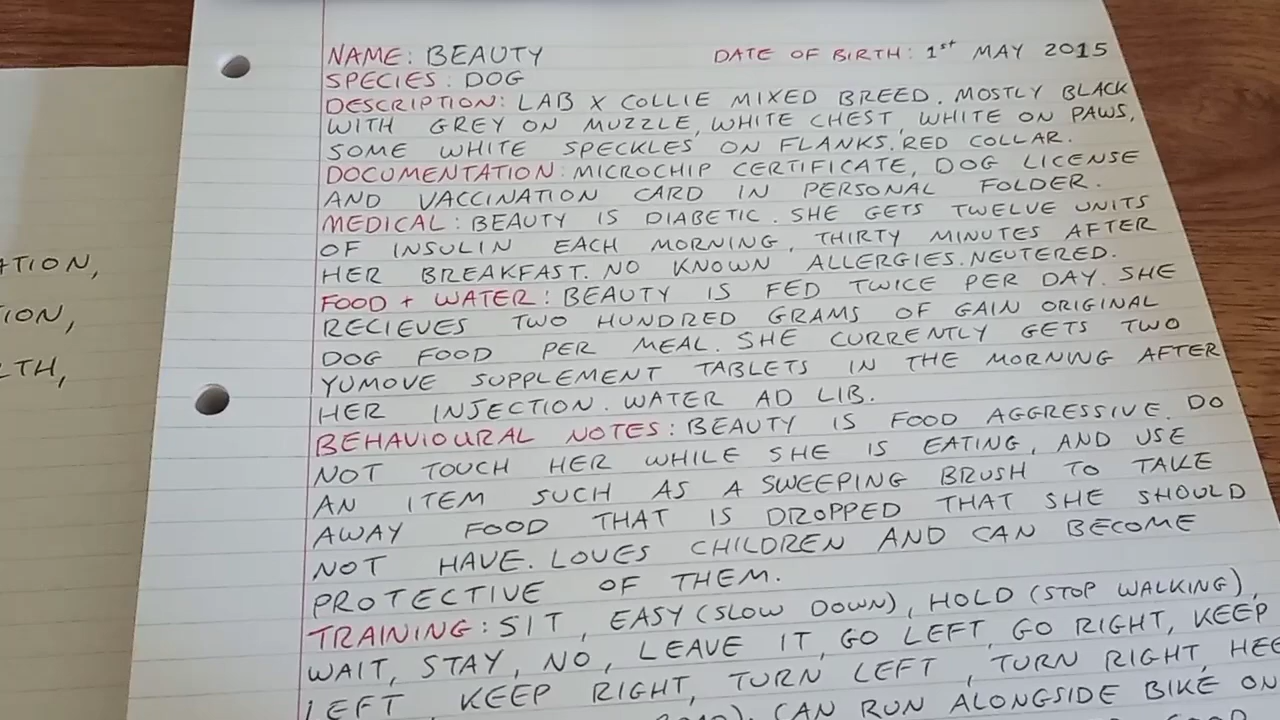 NAME: BEAUTY DATE OF BIRTH: 1st MAY 2015
SPECIES: DOG
DESCRIPTION: LAB X COLLIE MIXED BREED. MOSTLY BLACK
WITH GREY ON MUZZLE, WHITE CHEST, WHITE ON PAWS,
SOME WHITE SPECKLES ON FLANKS. RED COLLAR.
DOCUMENTATION: MICROCHIP CERTIFICATE, DOG LICENSE
AND VACCINATION CARD IN PERSONAL FOLDER.
MEDICAL: BEAUTY IS DIABETIC. SHE GETS TWELVE UNITS
OF INSULIN EACH MORNING, THIRTY MINUTES AFTER
HER BREAKFAST. NO KNOWN ALLERGIES. NEUTERED.
FOOD + WATER: BEAUTY IS FED TWICE PER DAY. SHE
RECIEVES TWO HUNDRED GRAMS OF GAIN ORIGINAL
DOG FOOD PER MEAL. SHE CURRENTLY GETS TWO
YUMOVE SUPPLEMENT TABLETS IN THE MORNING AFTER
HER INJECTION. WATER AD LIB.
BEHAVIOURAL NOTES: BEAUTY IS FOOD AGGRESSIVE. DO
NOT TOUCH HER WHILE SHE IS EATING, AND USE
AN ITEM SUCH AS A SWEEPING BRUSH TO TAKE
AWAY FOOD THAT IS DROPPED THAT SHE SHOULD
NOT HAVE. LOVES CHILDREN AND CAN BECOME
PROTECTIVE OF THEM.
TRAINING: SIT, EASY (SLOW DOWN), HOLD (STOP WALKING),
WAIT, STAY, NO, LEAVE IT, GO LEFT, GO RIGHT, KEEP
LEFT, KEEP RIGHT, TURN LEFT, TURN RIGHT, HEE
CAN RUN ALONGSIDE BIKE ON
ATION,
ION,
LTH,